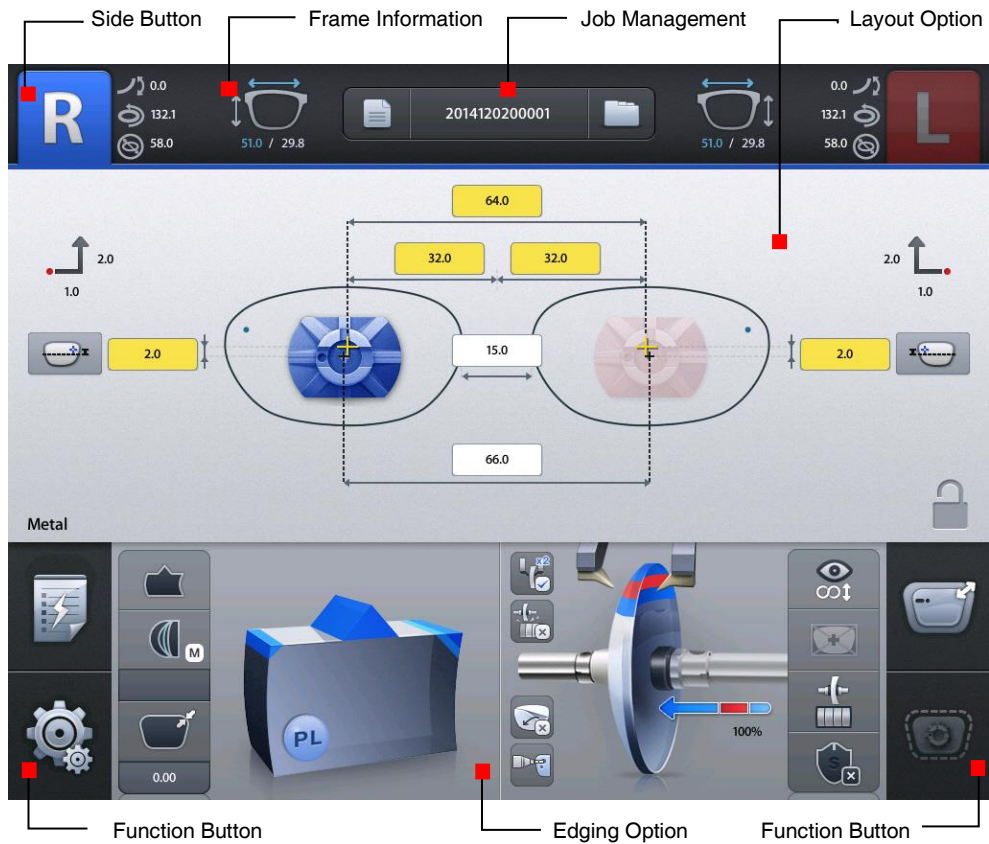 Side Button
Frame Information
Job Management
Layout Option
R
0.0
132.1
58.0
51.0 / 29.8
2014120200001
51.0 / 29.8
0.0
132.1
58.0
L
64.0
32.0
32.0
2.0
1.0
2.0
1.0
2.0
15.0
2.0
66.0
Metal
M
0.00
PL
x2
100%
S
Function Button
Edging Option
Function Button